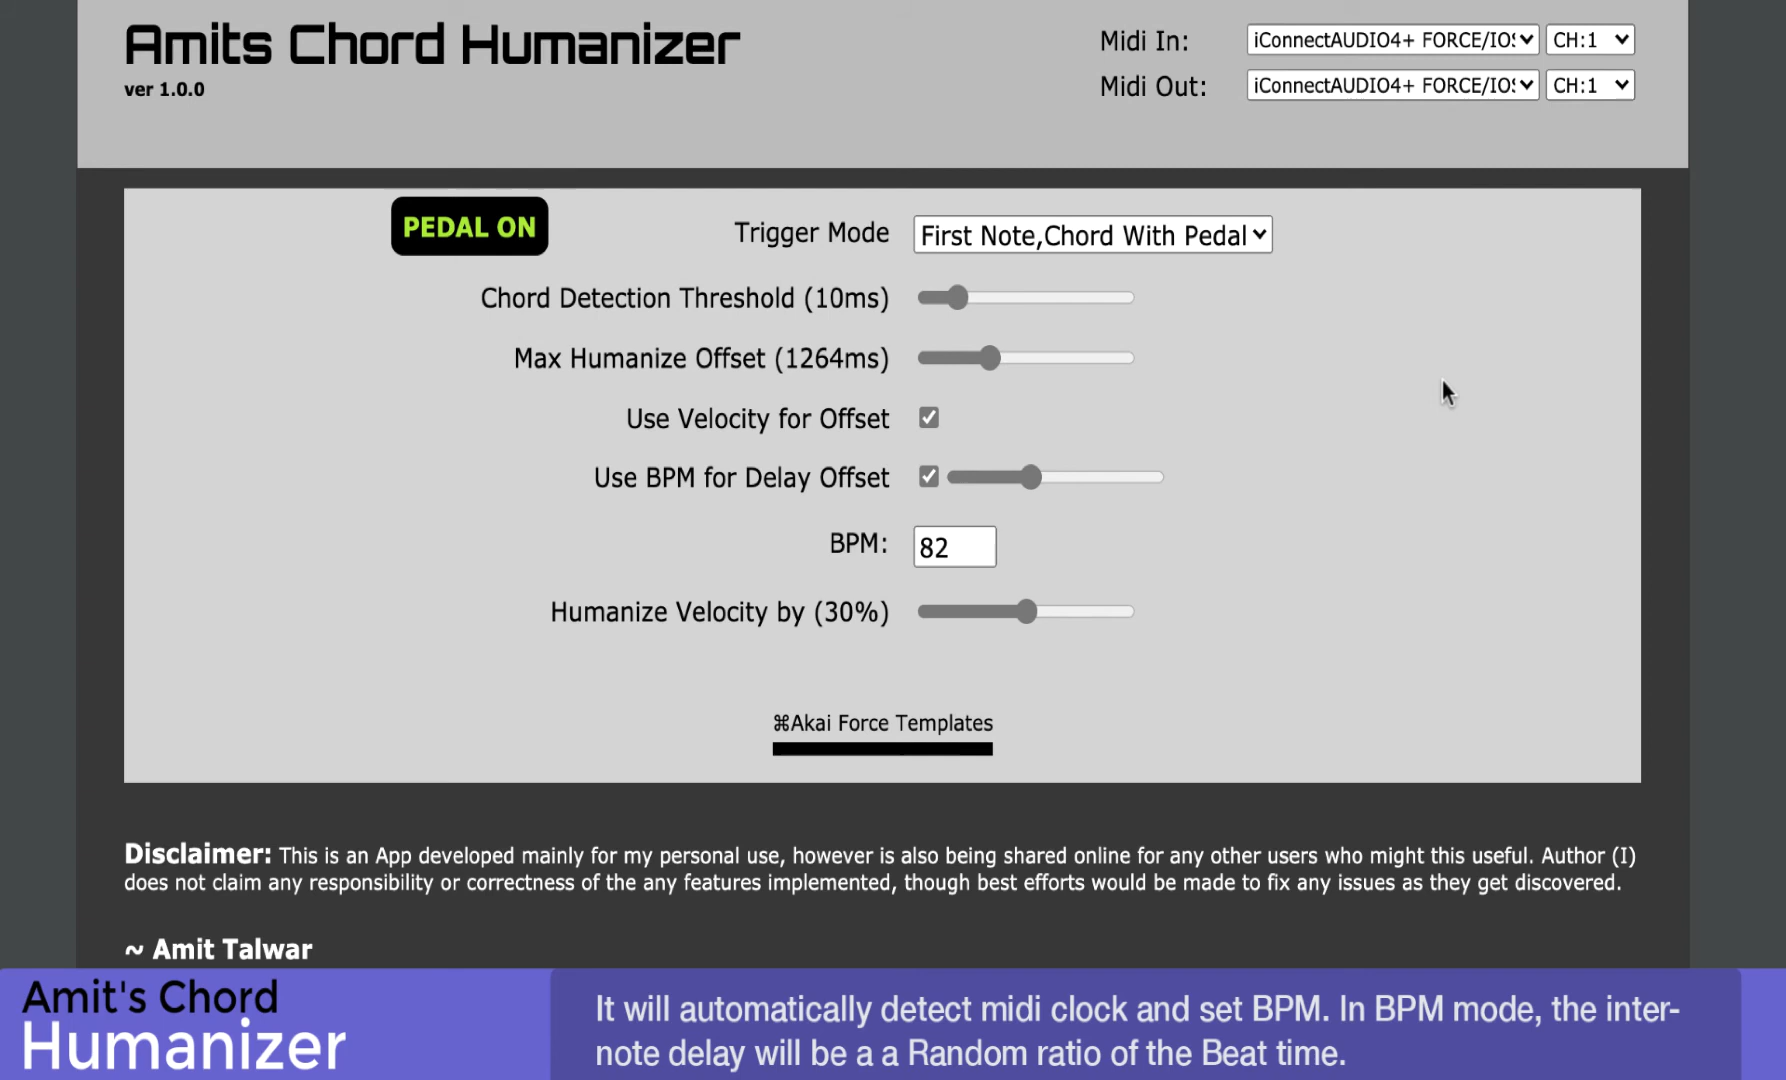 Amits Chord Humanizer
ver 1.0.0
Midi In:
iConnectAUDIO4+ FORCE/IOS
CH:1
Midi Out:
iConnectAUDIO4+ FORCE/IOS
CH:1
PEDAL ON
Trigger Mode
First Note,Chord With Pedal
Chord Detection Threshold (10ms)
Max Humanize Offset (1264ms)
Use Velocity for Offset
Use BPM for Delay Offset
BPM:
82
Humanize Velocity by (30%)
⌘Akai Force Templates
Disclaimer: This is an App developed mainly for my personal use, however is also being shared online for any other users who might this useful. Author (I)
does not claim any responsibility or correctness of the any features implemented, though best efforts would be made to fix any issues as they get discovered.
~ Amit Talwar
Amit's Chord
Humanizer
It will automatically detect midi clock and set BPM. In BPM mode, the inter-
note delay will be a a Random ratio of the Beat time.